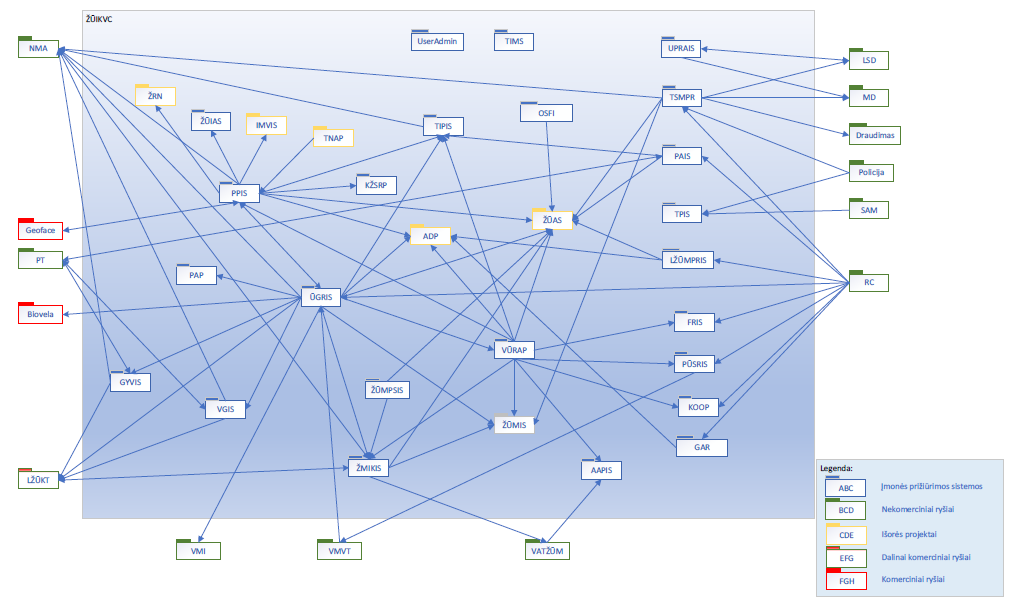 ŽŪIKVC
UserAdmin
TIMS
UPRAIS
NMA
LSD
ŽRN
TSMPR
MD
ŽŪIAS
IMVIS
OSFI
TNAP
TIPIS
Draudimas
PAIS
Policija
KŽSRP
PPIS
SAM
TPIS
ŽŪAS
Geoface
ADP
PT
LŽŪMPRIS
PAP
RC
ŪGRIS
Blovela
FRIS
VŪRAP
PŪSRIS
GYVIS
ŽŪMPSIS
VGIS
KOOP
ŽŪMIS
GAR
ŽMIKIS
AAPIS
LŽŪKT
VMI
VMVT
VATŽŪM
Legenda:
ABC Įmonės prižiūrimos sistemos
BCD Nekomerciniai ryšiai
CDE Išorės projektai
EFG Dalinai komerciniai ryšiai
FGH Komerciniai ryšiai